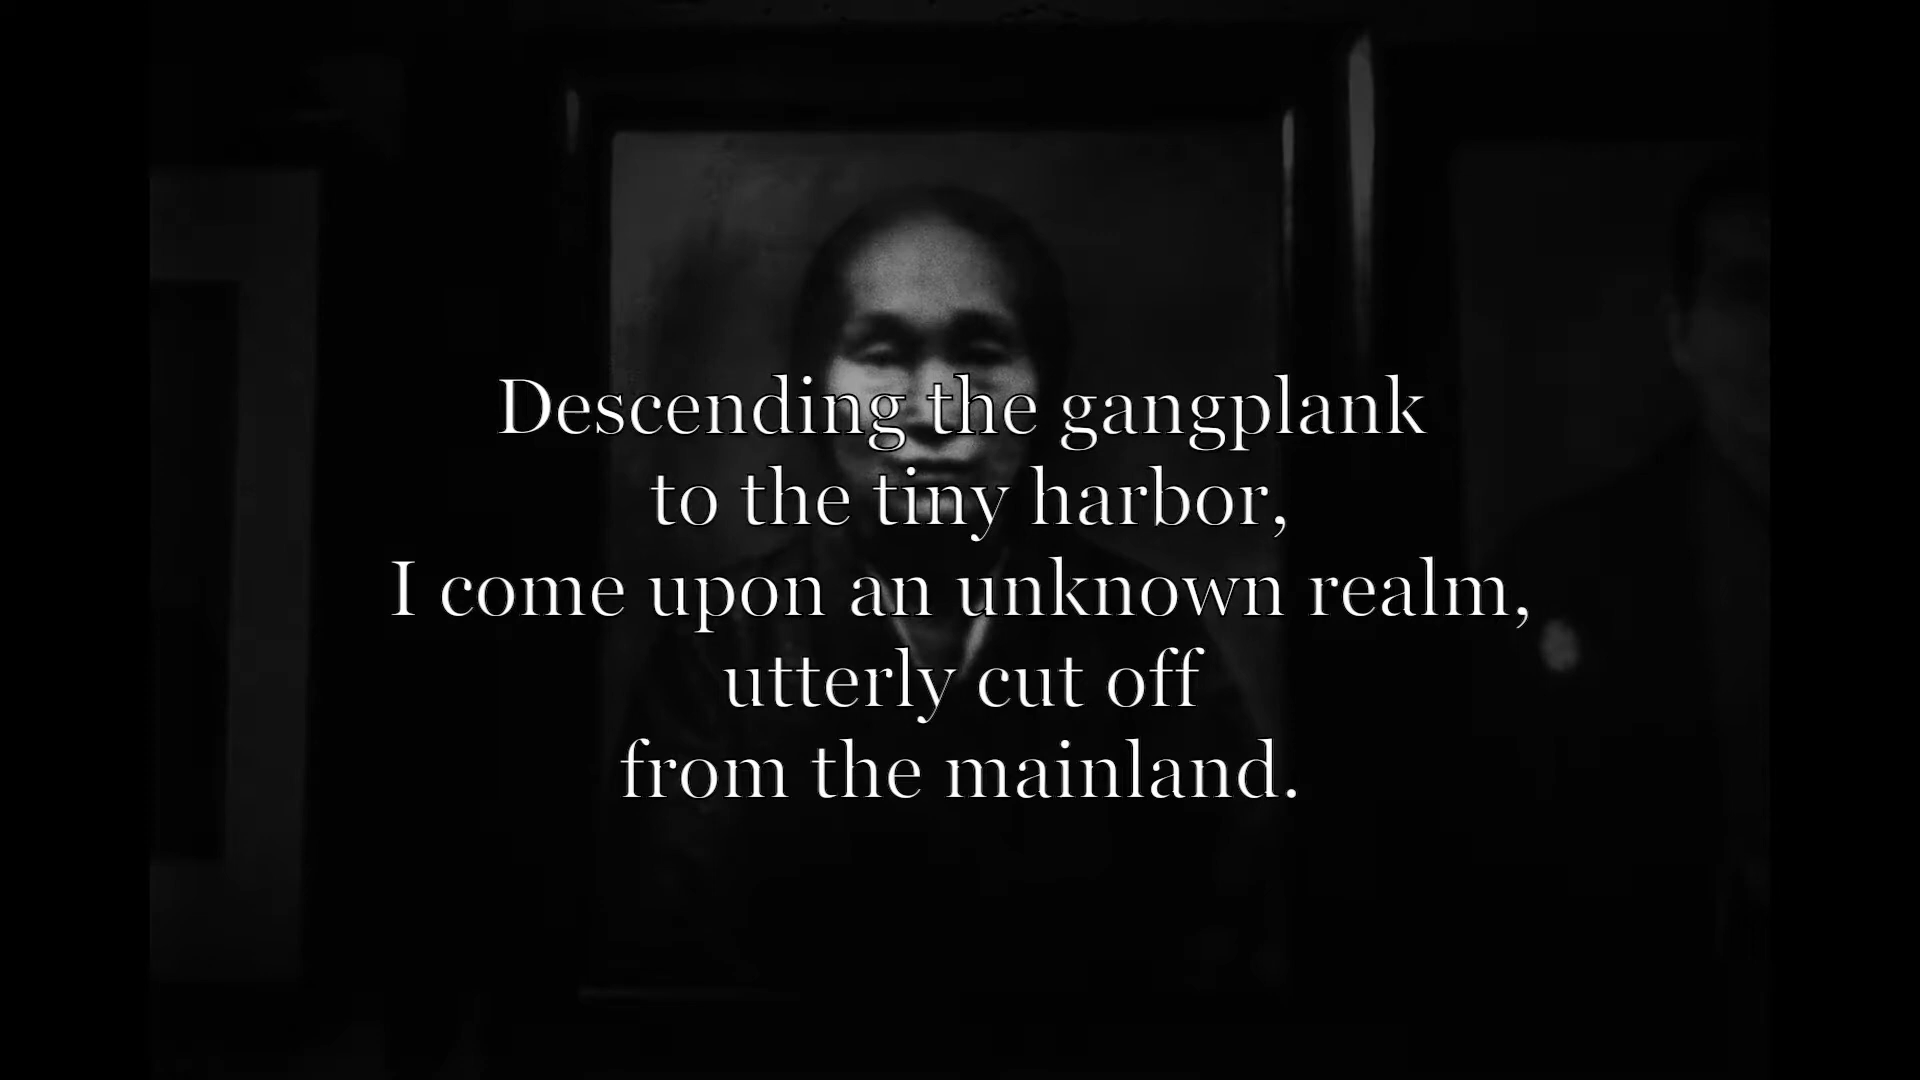 Descending the gangplank
to the tiny harbor,
I come upon an unknown realm,
utterly cut off
from the mainland.